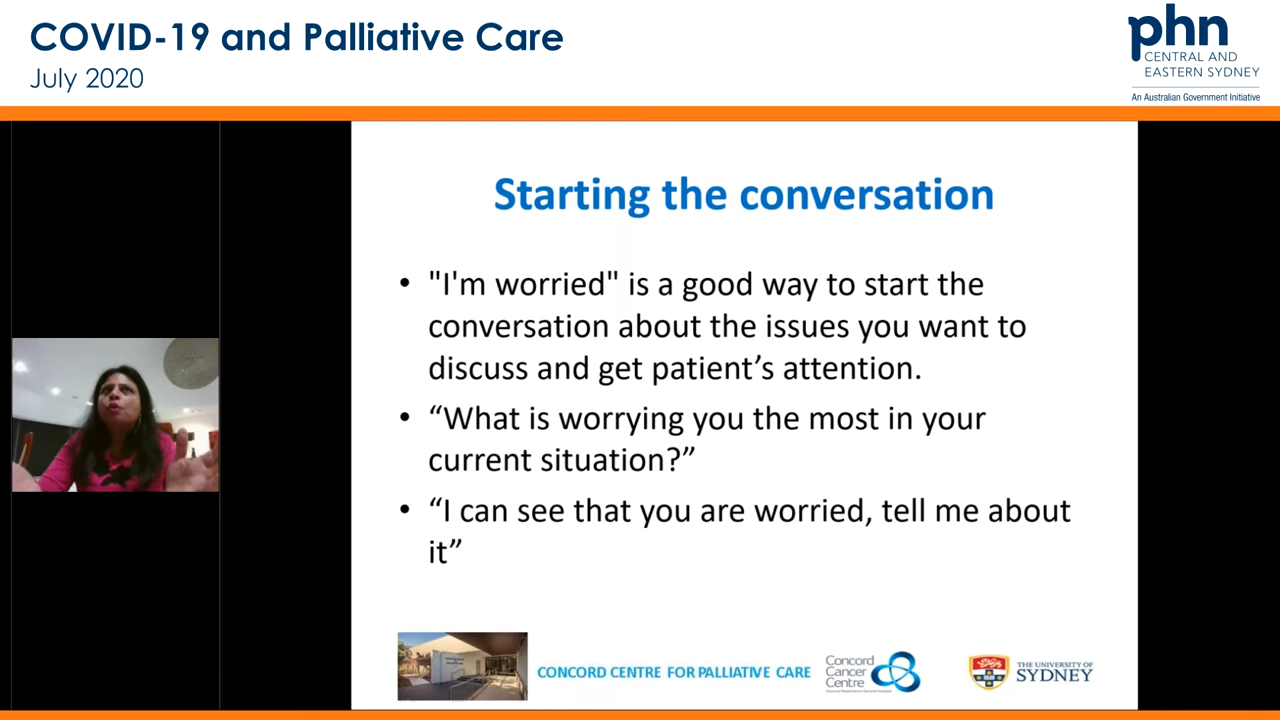 COVID-19 and Palliative Care
July 2020
phn
CENTRAL AND
EASTERN SYDNEY
An Australian Government Initiative
Starting the conversation
• "I'm worried" is a good way to start the
conversation about the issues you want to
discuss and get patient’s attention.
• “What is worrying you the most in your
current situation?”
• “I can see that you are worried, tell me about
it”
CONCORD CENTRE FOR PALLIATIVE CARE
Concord
Cancer
Centre
THE UNIVERSITY OF
SYDNEY